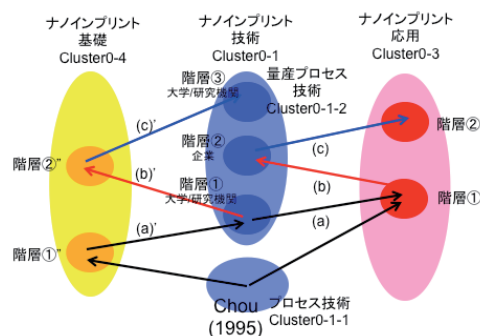 ナノインプリント
基礎
Cluster0-4
ナノインプリント
技術
Cluster0-1
ナノインプリント
応用
Cluster0-3
階層③
大学/研究機関
量産プロセス
技術
Cluster0-1-2
(c)'
階層②
企業
(c)
階層②
階層②"
(b)'
階層①
大学/研究機関
(b)
階層①
(a)'
(a)
階層①"
Chou
(1995)
プロセス技術
Cluster0-1-1